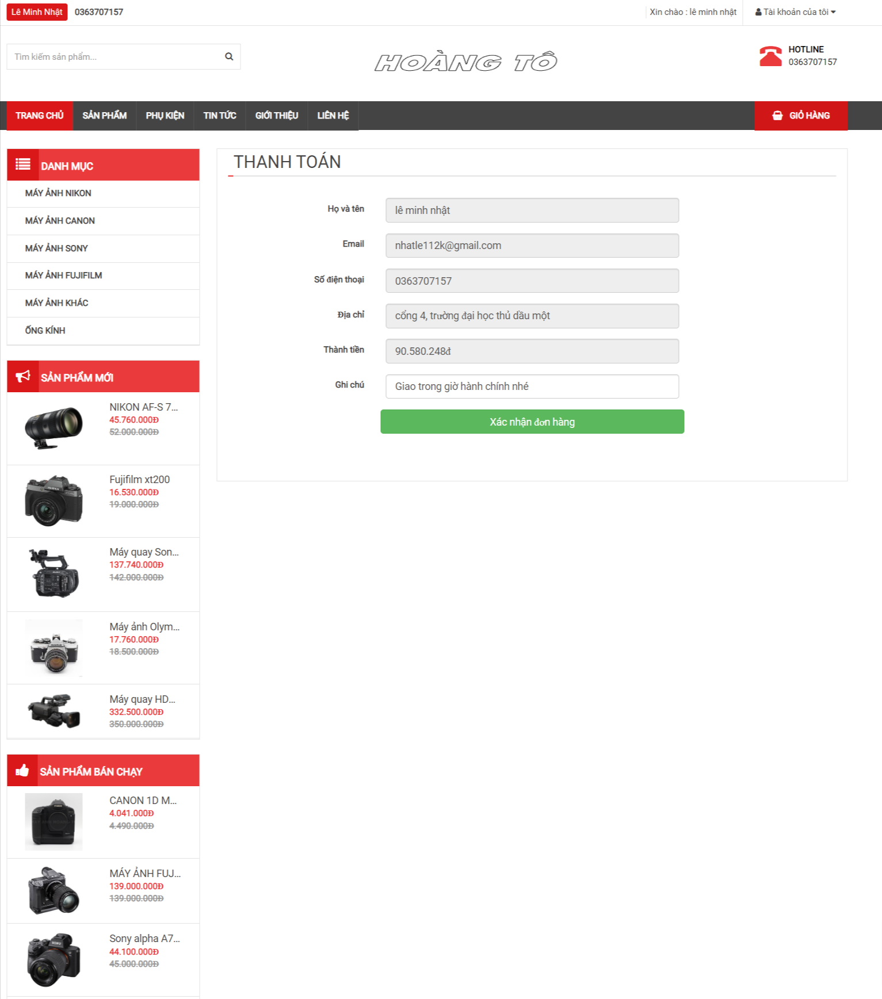 Lê Minh Nhật 0363707157 Xin chào : lê minh nhật Tài khoản của tôi
Tìm kiếm sản phẩm...
HOÀNG TÔ
HOTLINE
0363707157
TRANG CHỦ SẢN PHẨM PHỤ KIỆN TIN TỨC GIỚI THIỆU LIÊN HỆ GIỎ HÀNG
DANH MỤC
MÁY ẢNH NIKON
MÁY ẢNH CANON
MÁY ẢNH SONY
MÁY ẢNH FUJIFILM
MÁY ẢNH KHÁC
ỐNG KÍNH
SẢN PHẨM MỚI
NIKON AF-S 7...
45.760.000Đ
52.000.000Đ
Fujifilm xt200
16.530.000Đ
19.000.000Đ
Máy quay Son...
137.740.000Đ
142.000.000Đ
Máy ảnh Olym...
17.760.000Đ
18.500.000Đ
Máy quay HD...
332.500.000Đ
350.000.000Đ
SẢN PHẨM BÁN CHẠY
CANON 1D M...
4.041.000Đ
4.490.000Đ
MÁY ẢNH FUJ...
139.000.000Đ
139.000.000Đ
Sony alpha A7...
44.100.000Đ
45.000.000Đ
THANH TOÁN
Họ và tên lê minh nhật
Email nhatle112k@gmail.com
Số điện thoại 0363707157
Địa chỉ cổng 4, trường đại học thủ dầu một
Thành tiền 90.580.248đ
Ghi chú Giao trong giờ hành chính nhé
Xác nhận đơn hàng